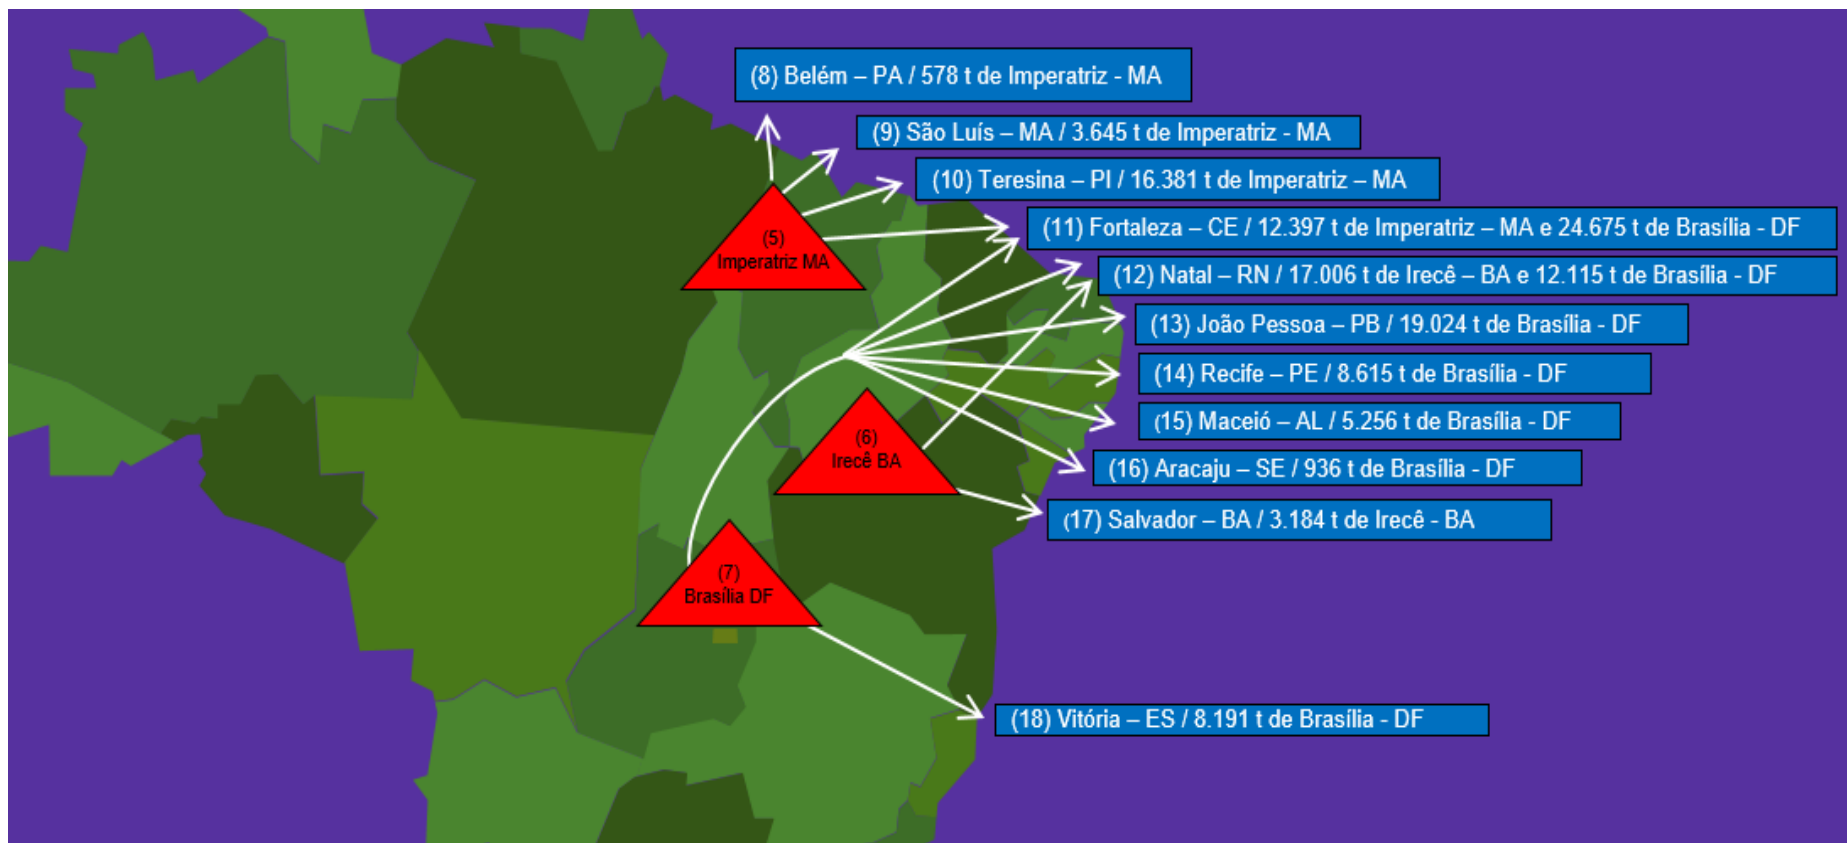 (8) Belém – PA / 578 t de Imperatriz - MA
(9) São Luís – MA / 3.645 t de Imperatriz - MA
(10) Teresina – PI / 16.381 t de Imperatriz – MA
(11) Fortaleza – CE / 12.397 t de Imperatriz – MA e 24.675 t de Brasília - DF
(5)
Imperatriz MA
(12) Natal – RN / 17.006 t de Irecê – BA e 12.115 t de Brasília - DF
(13) João Pessoa – PB / 19.024 t de Brasília - DF
(14) Recife – PE / 8.615 t de Brasília - DF
(15) Maceió – AL / 5.256 t de Brasília - DF
(6)
Irecê BA
(16) Aracaju – SE / 936 t de Brasília - DF
(17) Salvador – BA / 3.184 t de Irecê - BA
(7)
Brasília DF
(18) Vitória – ES / 8.191 t de Brasília - DF